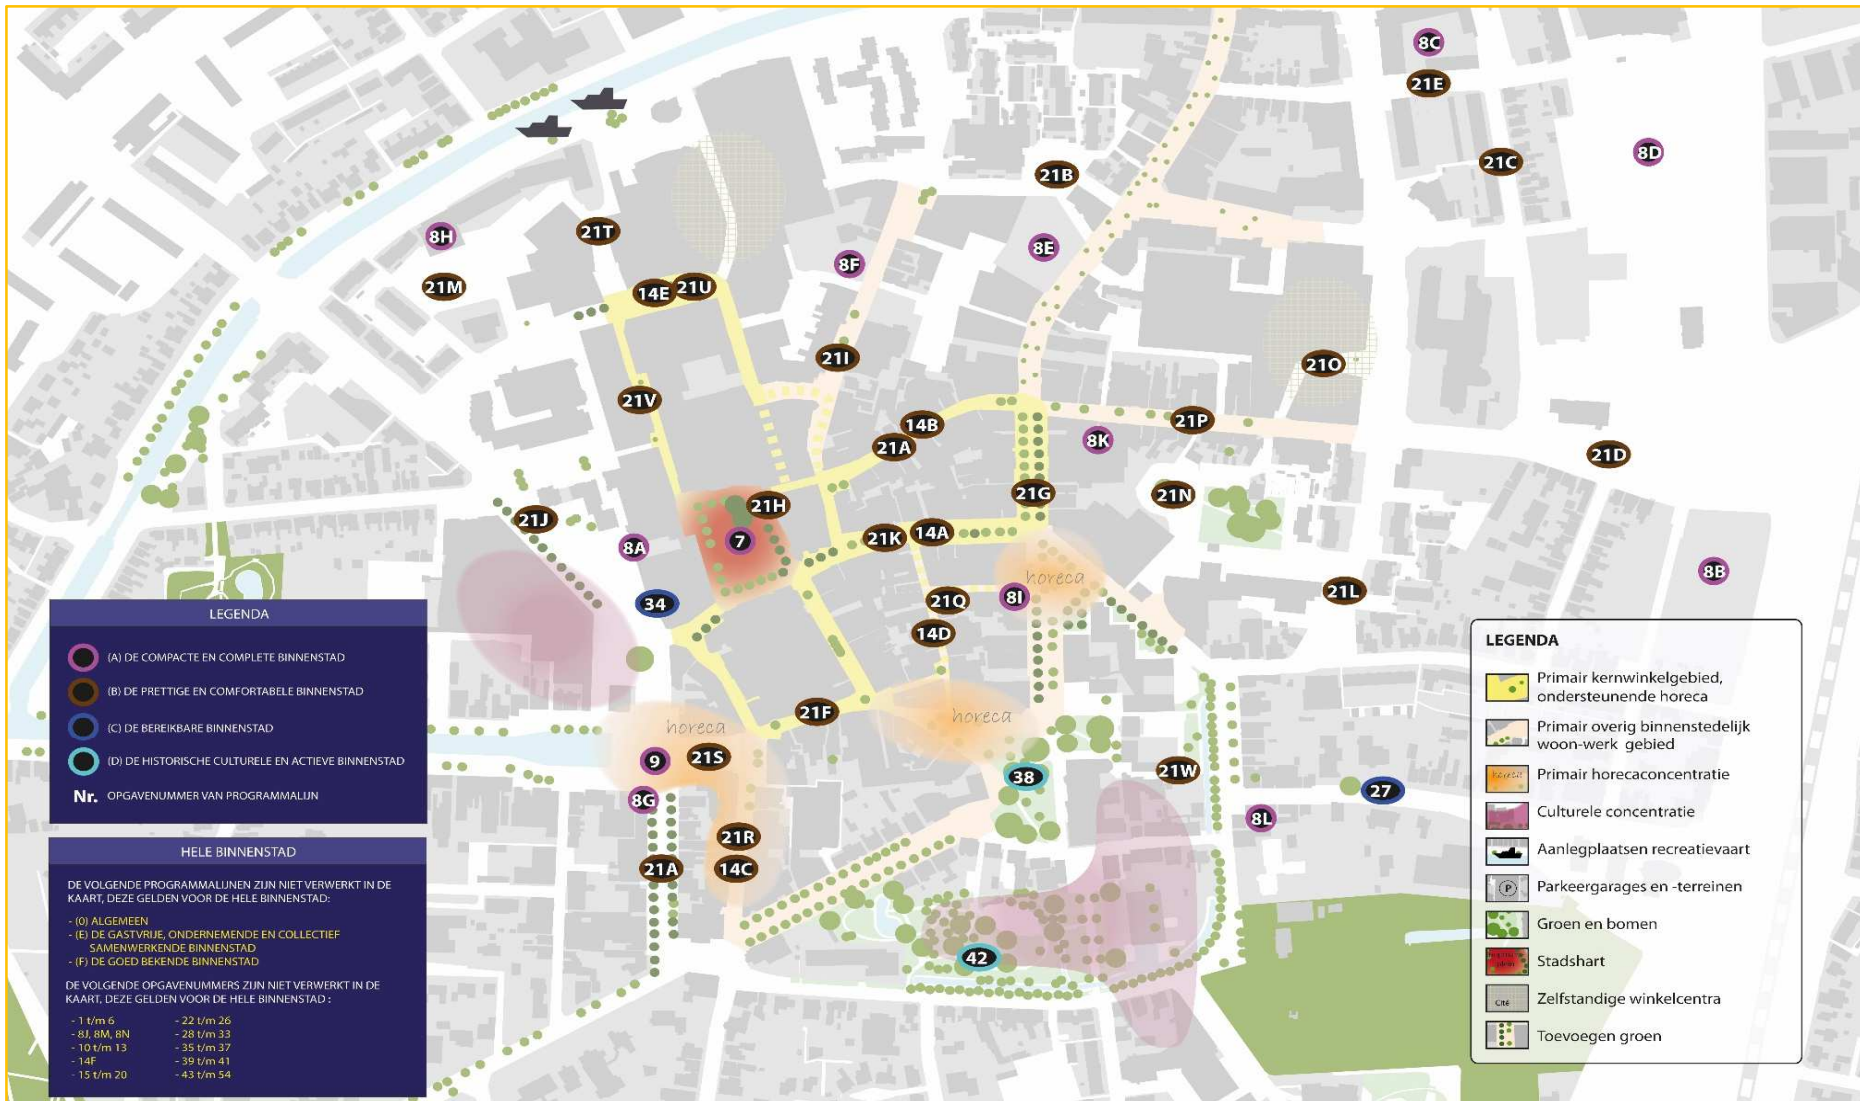 8C
21E
8D
21C
21B
8H
21T
8E
8F
21M
14E
21U
21I
21O
21V
14B
21P
21A
8K
21D
21G
21N
21H
21J
14A
21K
7
8A
horeca
8B
21L
8I
21Q
34
14D
21F
horeca
horeca
9
21S
38
21W
27
8G
8L
21R
21A
14C
42
LEGENDA
(A) DE COMPACTE EN COMPLETE BINNENSTAD
(B) DE PRETTIGE EN COMFORTABELE BINNENSTAD
(C) DE BEREIKBARE BINNENSTAD
(D) DE HISTORISCHE CULTURELE EN ACTIEVE BINNENSTAD
Nr. OPGAVENUMMER VAN PROGRAMMALIJN
HELE BINNENSTAD
DE VOLGENDE PROGRAMMALIJNEN ZIJN NIET VERWERKT IN DE
KAART, DEZE GELDEN VOOR DE HELE BINNENSTAD:
- (0) ALGEMEEN
- (E) DE GASTVRIJE, ONDERNEMENDE EN COLLECTIEF
SAMENWERKENDE BINNENSTAD
- (F) DE GOED BEKENDE BINNENSTAD
DE VOLGENDE OPGAVENUMMERS ZIJN NIET VERWERKT IN DE
KAART, DEZE GELDEN VOOR DE HELE BINNENSTAD :
- 1 t/m 6
- 8J, 8M, 8N
- 10 t/m 13
- 14F
- 15 t/m 20
- 22 t/m 26
- 28 t/m 33
- 35 t/m 37
- 39 t/m 41
- 43 t/m 54
LEGENDA
Primair kernwinkelgebied,
ondersteunende horeca
Primair overig binnenstedelijk
woon-werk gebied
horeca
Primair horecaconcentratie
Culturele concentratie
Aanlegplaatsen recreatievaart
P
Parkeergarages en -terreinen
Groen en bomen
Stadshart
Cité
Zelfstandige winkelcentra
Toevoegen groen